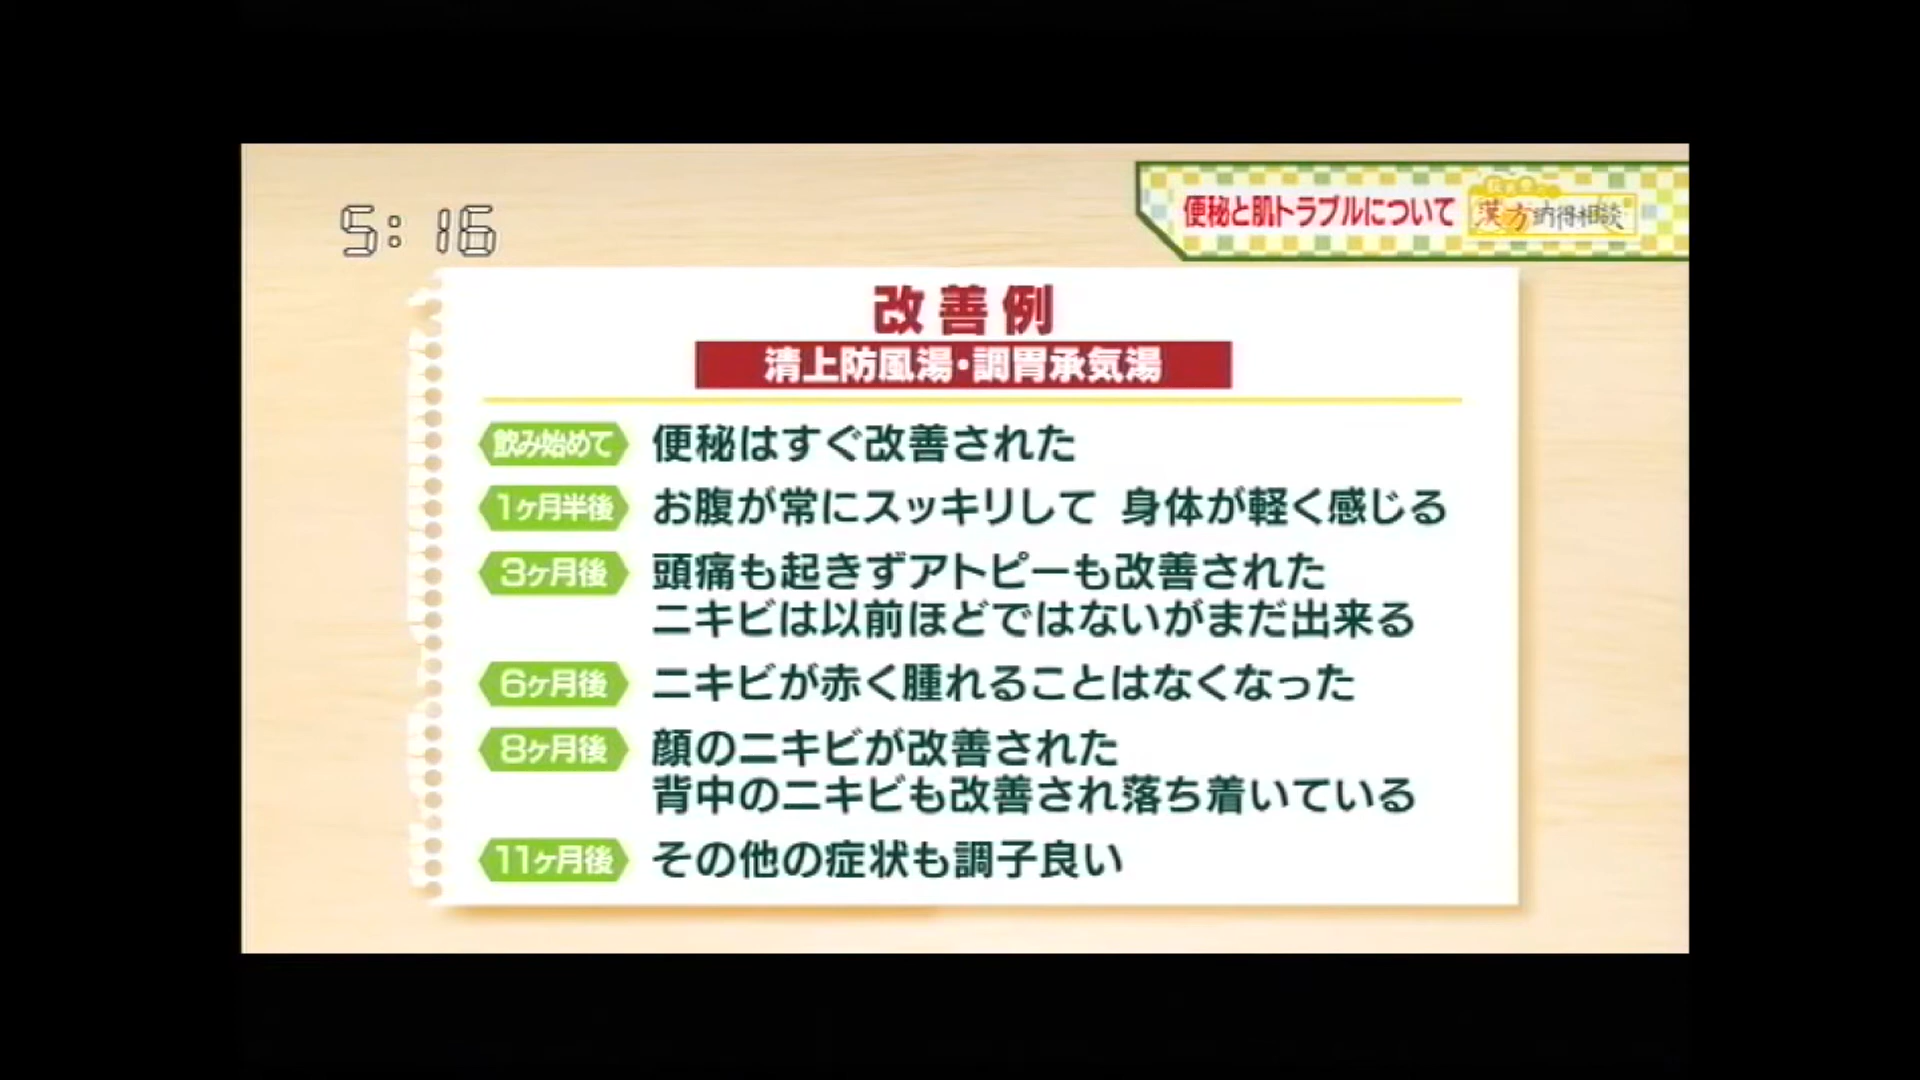 5:16
便秘と肌トラブルについて
漢方納得相談
改善例
清上防風湯・調胃承気湯
飲み始めて 便秘はすぐ改善された
1ヶ月半後 お腹が常にスッキリして 身体が軽く感じる
3ヶ月後 頭痛も起きずアトピーも改善された
ニキビは以前ほどではないがまだ出来る
6ヶ月後 ニキビが赤く腫れることはなくなった
8ヶ月後 顔のニキビが改善された
背中のニキビも改善され落ち着いている
11ヶ月後 その他の症状も調子良い